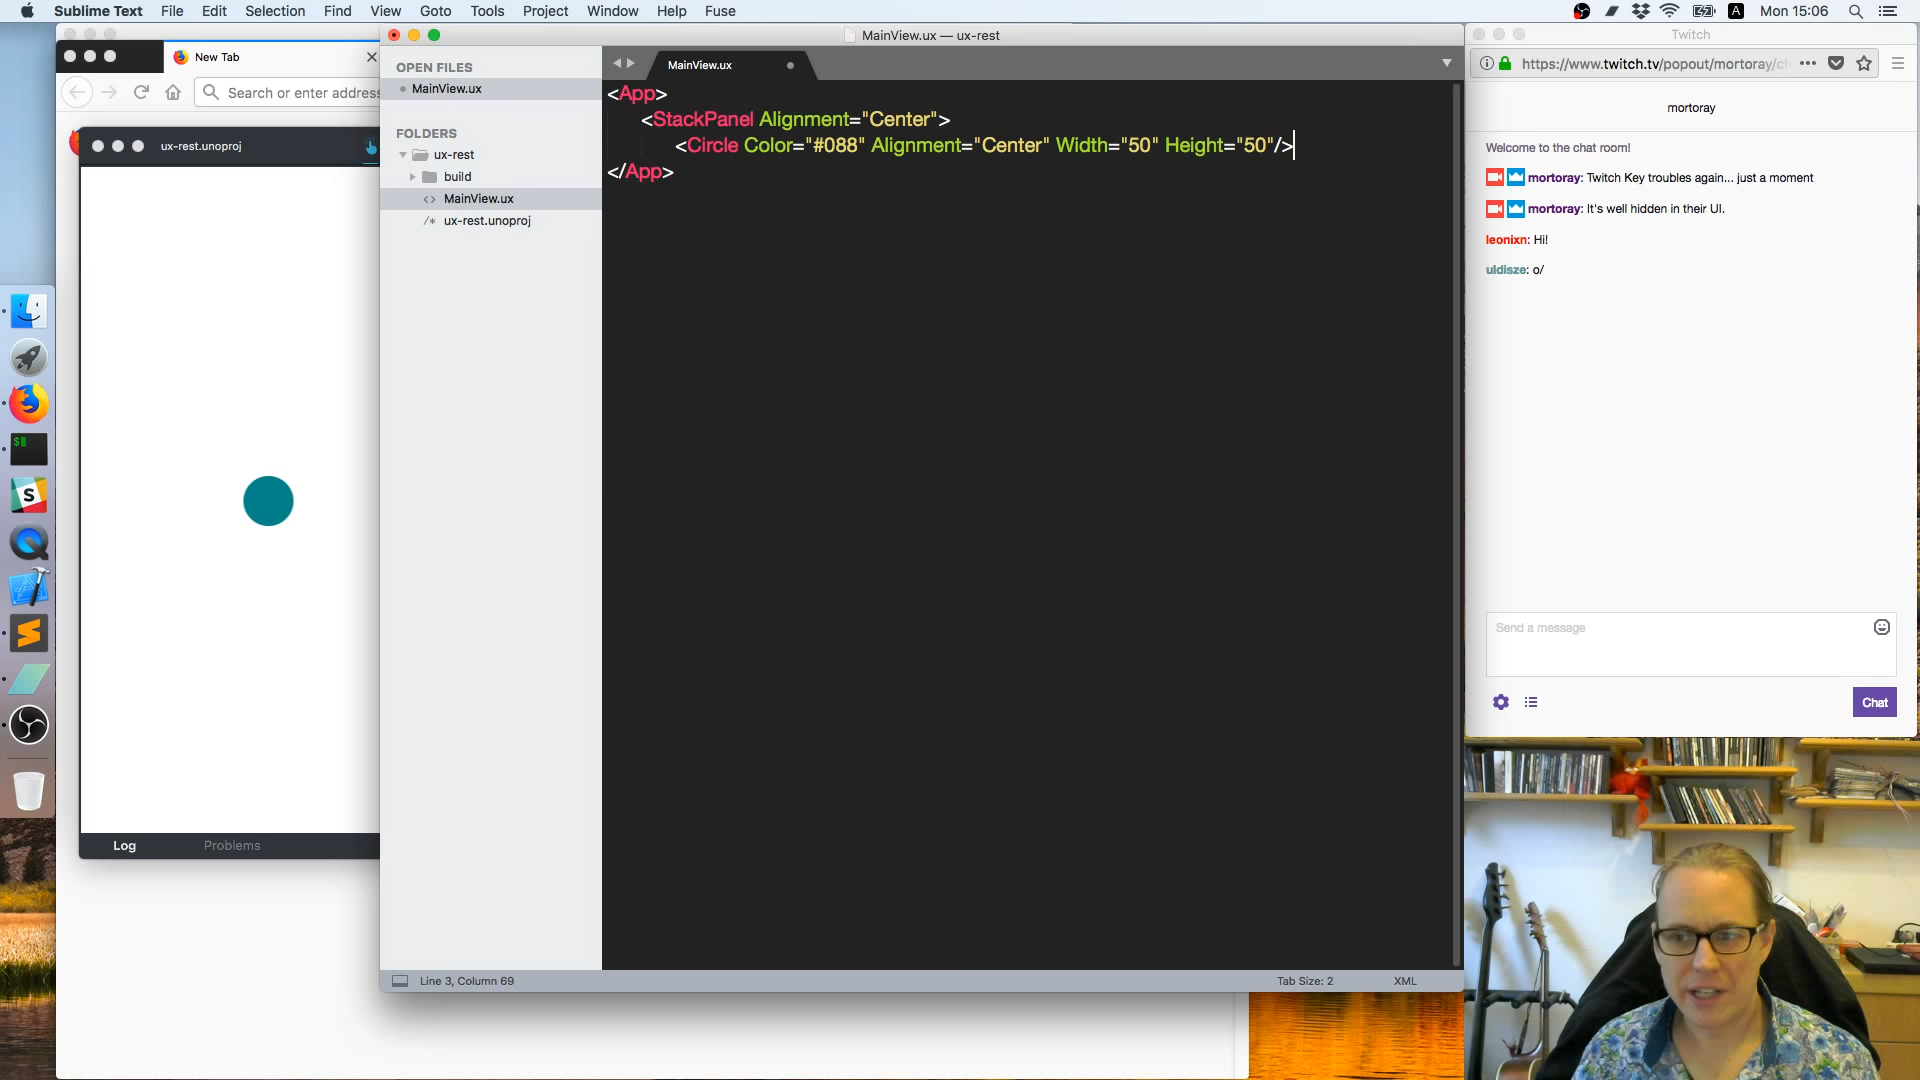 Sublime Text File Edit Selection Find View Goto Tools Project Window Help Fuse
A Mon 15:06
New Tab
Search or enter address
ux-rest.unoproj
Log Problems
MainView.ux — ux-rest
OPEN FILES
MainView.ux
FOLDERS
ux-rest
build
<> MainView.ux
/* ux-rest.unoproj
MainView.ux
<App>
<StackPanel Alignment="Center">
<Circle Color="#088" Alignment="Center" Width="50" Height="50"/>
</App>
Line 3, Column 69
Tab Size: 2
XML
Twitch
https://www.twitch.tv/popout/mortoray/ch
mortoray
Welcome to the chat room!
mortoray: Twitch Key troubles again... just a moment
mortoray: It's well hidden in their UI.
leonixn: Hi!
uldisze: o/
Send a message
Chat
$
S